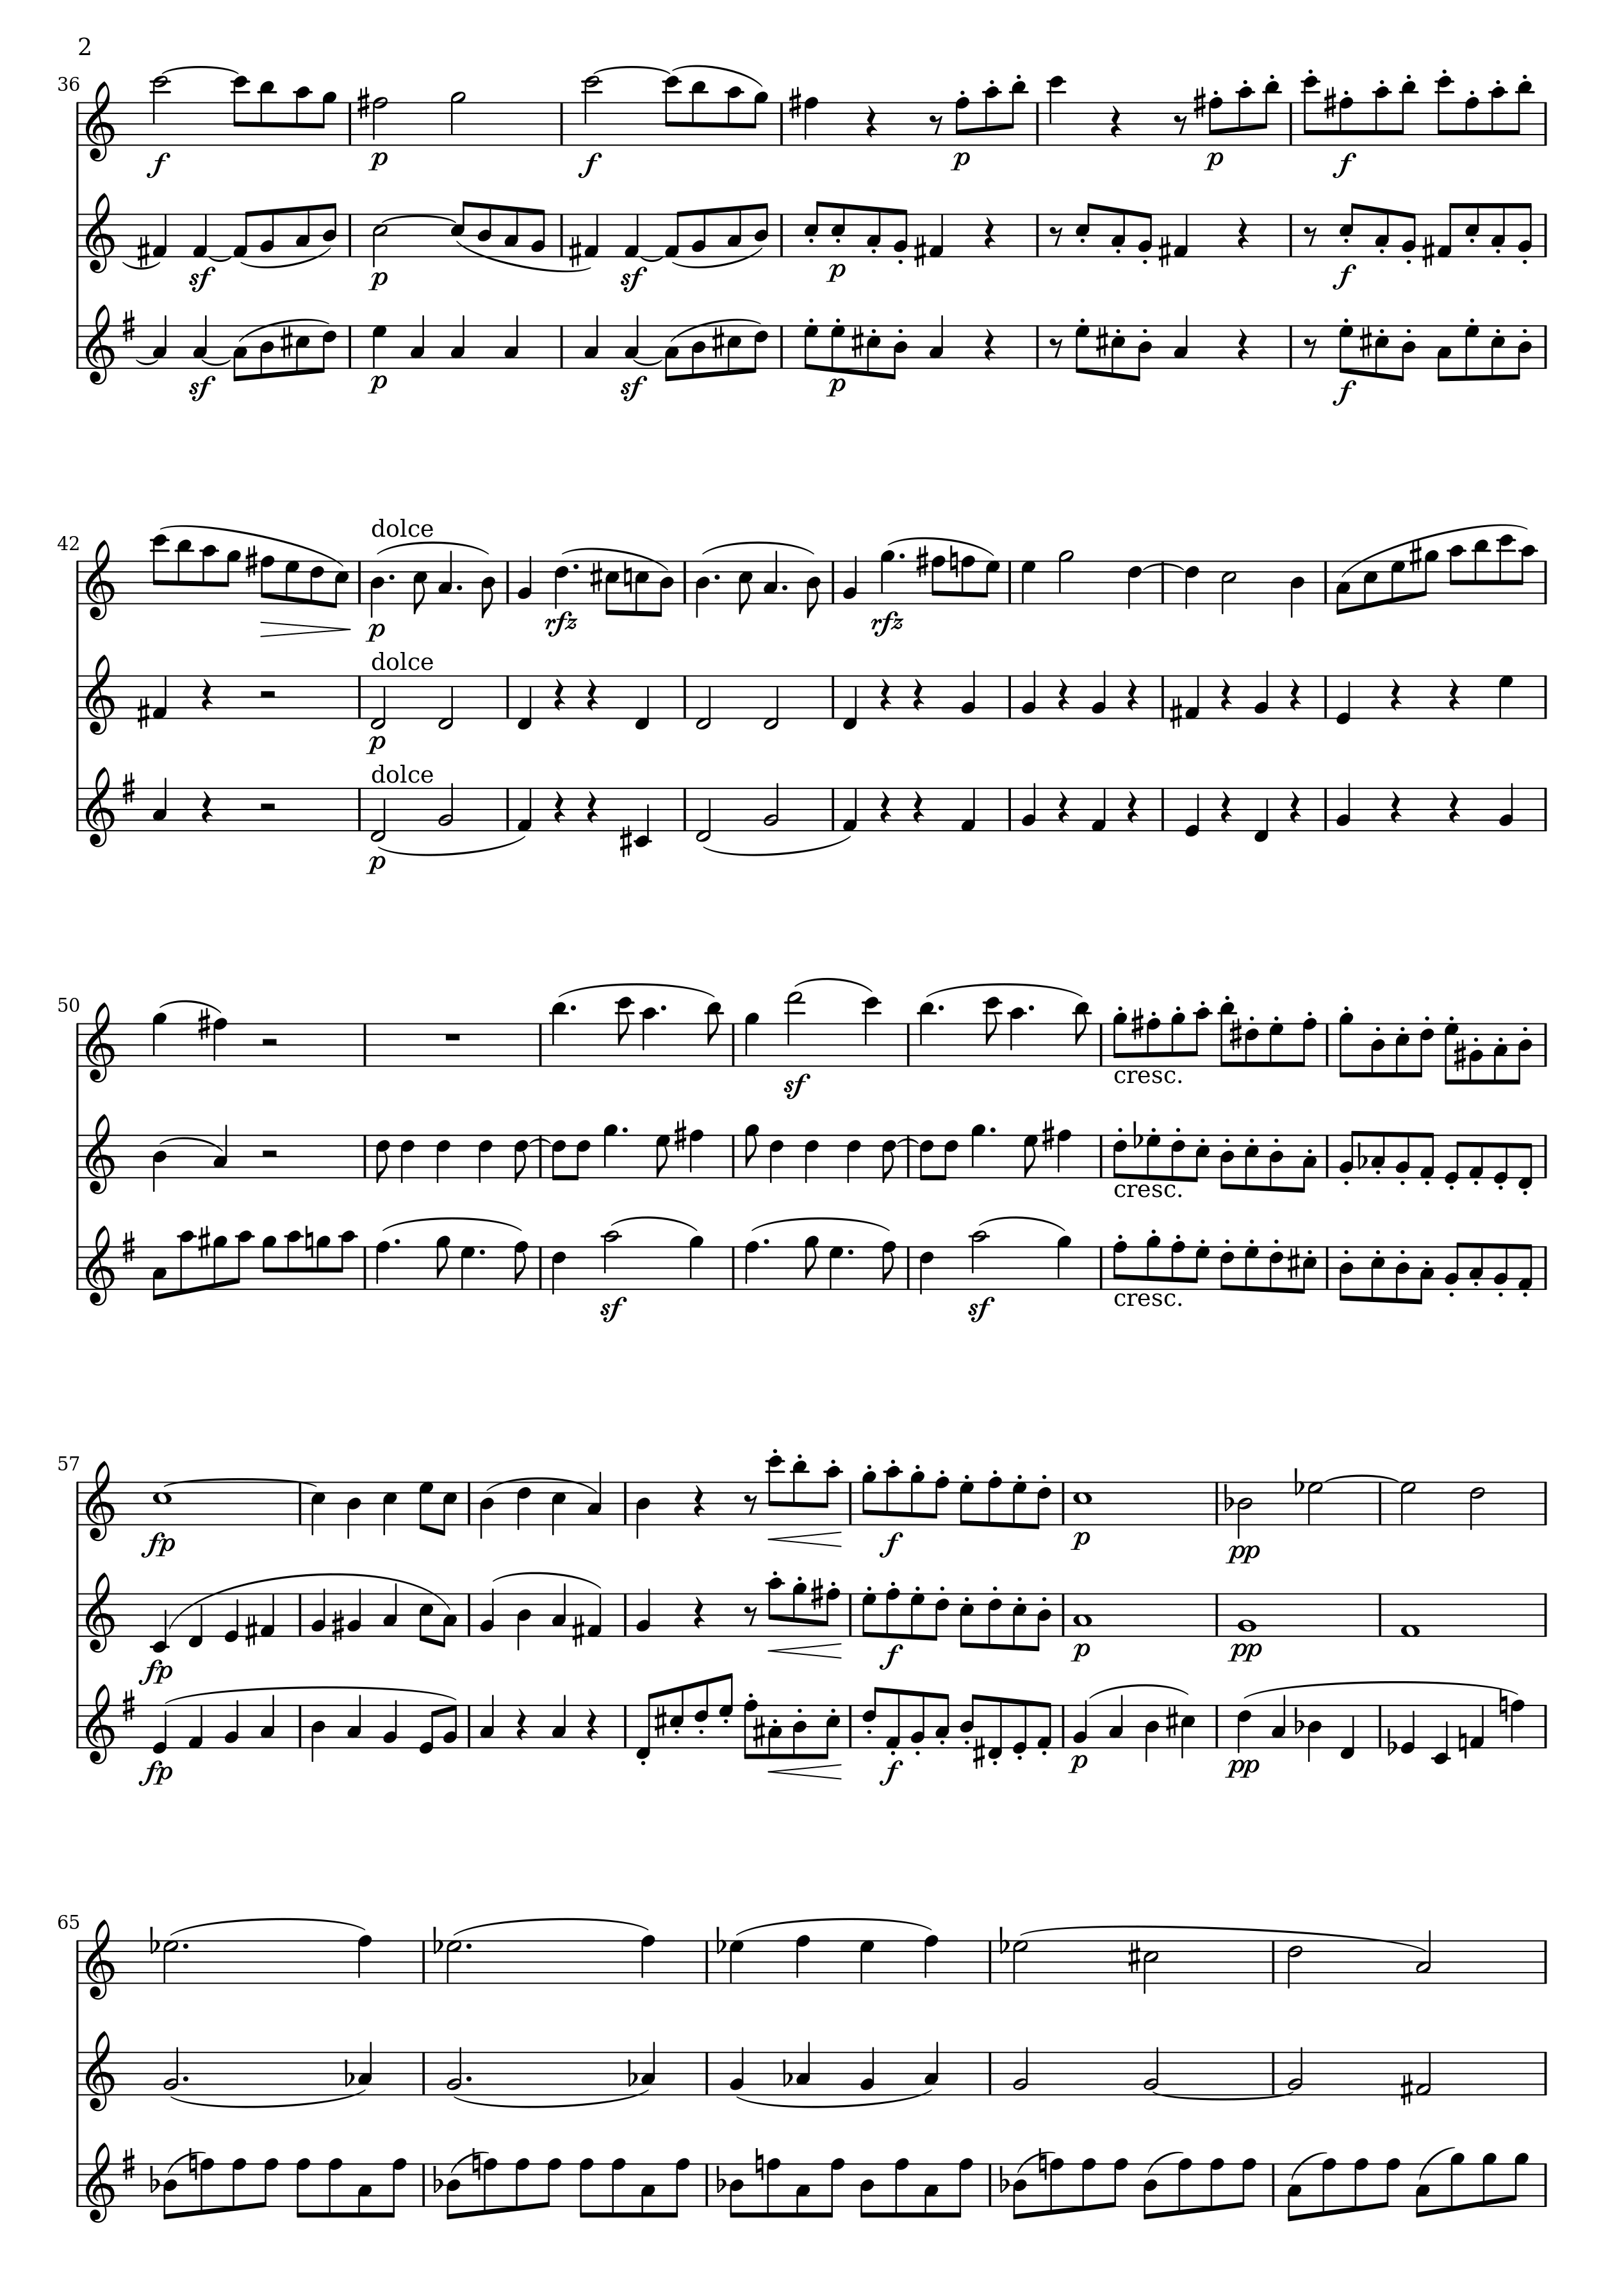 2
36
f p f p p f
sf p sf p f
sf p sf p f
42
dolce
p rfz rfz
dolce
p
dolce
p
50
sf cresc.
cresc.
sf sf cresc.
57
fp f p pp
fp f p pp
fp f p pp
65